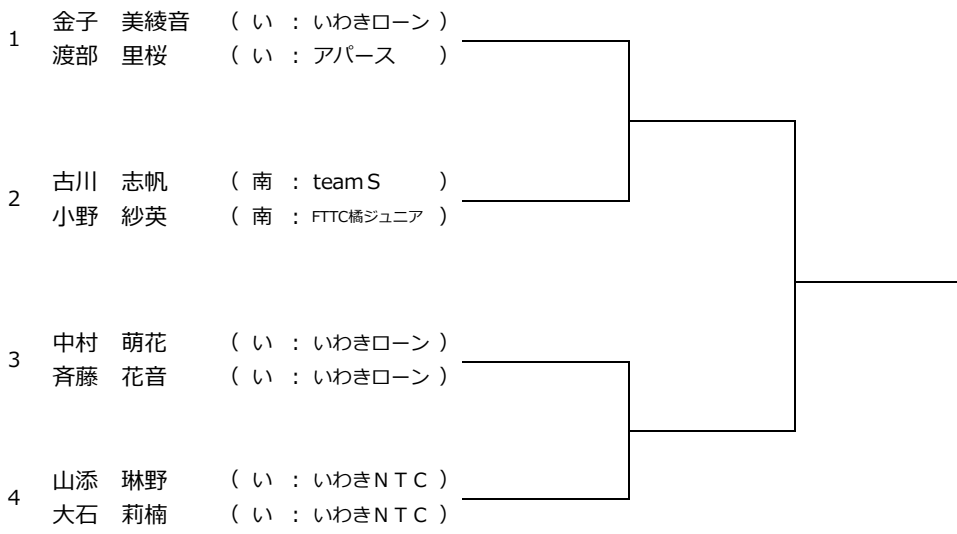 1
金子　美綾音　（ い ： いわきローン ）
渡部　里桜　（ い ： アパース ）
2
古川　志帆　（ 南 ： teamＳ ）
小野　紗英　（ 南 ： FTTC橘ジュニア ）
3
中村　萌花　（ い ： いわきローン ）
斉藤　花音　（ い ： いわきローン ）
4
山添　琳野　（ い ： いわきＮＴＣ ）
大石　莉楠　（ い ： いわきＮＴＣ ）